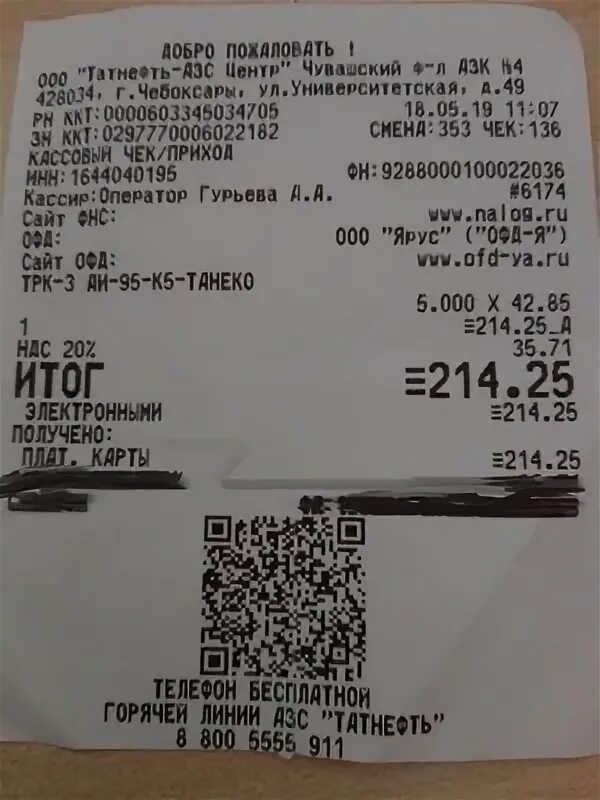 ДОБРО ПОЖАЛОВАТЬ !
ООО "Татнефть-АЗС Центр" Чувашский ф-л АЗК №4
428034, г.Чебоксары, ул.Университетская, д.49
РН ККТ:0000603345034705 18.05.19 11:07
ЗН ККТ:0297770006022182 СМЕНА:353 ЧЕК:136
КАССОВЫЙ ЧЕК/ПРИХОД
ИНН:1644040195 ФН:9288000100022036
Кассир:Оператор Гурьева А.А. #6174
Сайт ФНС: www.nalog.ru
ОФД: ООО "Ярус" ("ОФД-Я")
Сайт ОФД: www.ofd-ya.ru
ТРК-3 АИ-95-К5-ТАНЕКО
5.000 X 42.85
1 ≡214.25_А
НДС 20% 35.71
ИТОГ ≡214.25
ЭЛЕКТРОННЫМИ ≡214.25
ПОЛУЧЕНО:
ПЛАТ. КАРТЫ ≡214.25
ТЕЛЕФОН БЕСПЛАТНОЙ
ГОРЯЧЕЙ ЛИНИИ АЗС "ТАТНЕФТЬ"
8 800 5555 911